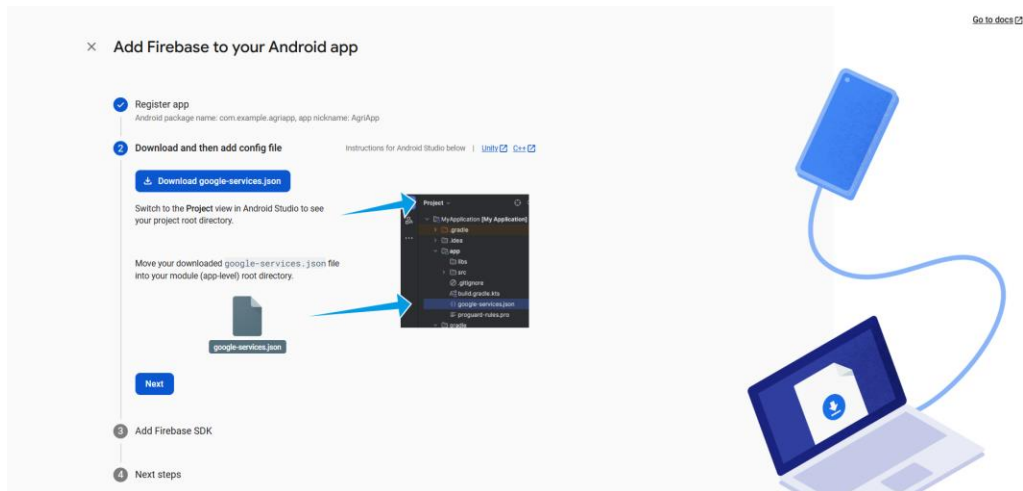 Go to docs
Add Firebase to your Android app
Register app
Android package name: com.example.agriapp, app nickname: AgriApp
2 Download and then add config file
Instructions for Android Studio below | Unity C++
Download google-services.json
Switch to the Project view in Android Studio to see
your project root directory.
Move your downloaded google-services.json file
into your module (app-level) root directory.
google-services.json
Project
MyApplication [My Application]
.gradle
.idea
app
libs
src
.gitignore
build.gradle.kts
google-services.json
proguard-rules.pro
gradle
Next
3 Add Firebase SDK
4 Next steps